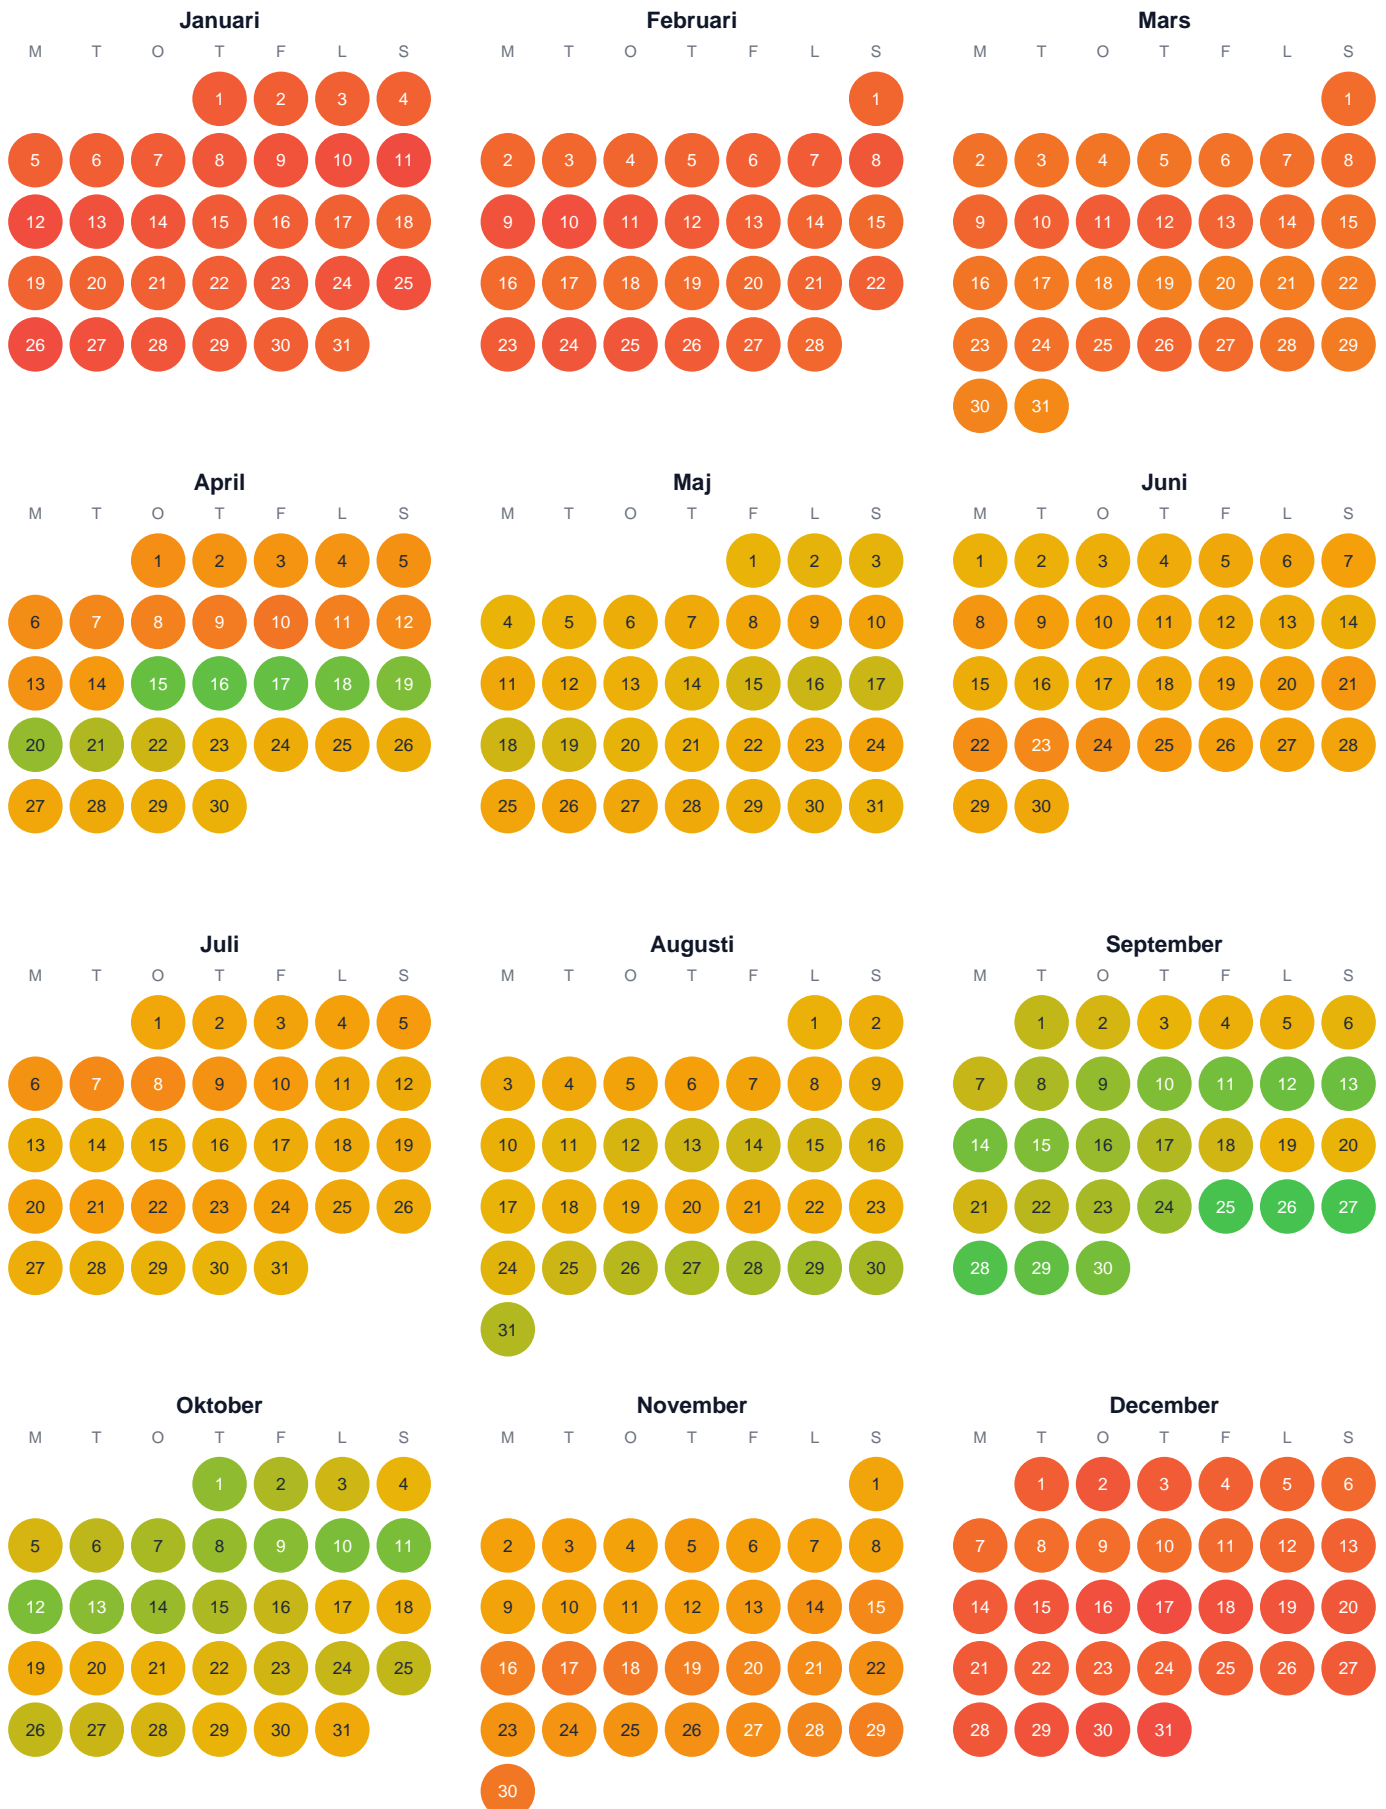 Januari Februari Mars
M T O T F L S M T O T F L S M T O T F L S
1 2 3 4 1 1
5 6 7 8 9 10 11 2 3 4 5 6 7 8 2 3 4 5 6 7 8
12 13 14 15 16 17 18 9 10 11 12 13 14 15 9 10 11 12 13 14 15
19 20 21 22 23 24 25 16 17 18 19 20 21 22 16 17 18 19 20 21 22
26 27 28 29 30 31 23 24 25 26 27 28 23 24 25 26 27 28 29
30 31
April Maj Juni
M T O T F L S M T O T F L S M T O T F L S
1 2 3 4 5 1 2 3 1 2 3 4 5 6 7
6 7 8 9 10 11 12 4 5 6 7 8 9 10 8 9 10 11 12 13 14
13 14 15 16 17 18 19 11 12 13 14 15 16 17 15 16 17 18 19 20 21
20 21 22 23 24 25 26 18 19 20 21 22 23 24 22 23 24 25 26 27 28
27 28 29 30 25 26 27 28 29 30 31 29 30
Juli Augusti September
M T O T F L S M T O T F L S M T O T F L S
1 2 3 4 5 1 2 1 2 3 4 5 6
6 7 8 9 10 11 12 3 4 5 6 7 8 9 7 8 9 10 11 12 13
13 14 15 16 17 18 19 10 11 12 13 14 15 16 14 15 16 17 18 19 20
20 21 22 23 24 25 26 17 18 19 20 21 22 23 21 22 23 24 25 26 27
27 28 29 30 31 24 25 26 27 28 29 30 28 29 30
31
Oktober November December
M T O T F L S M T O T F L S M T O T F L S
1 2 3 4 1 1 2 3 4 5 6
5 6 7 8 9 10 11 2 3 4 5 6 7 8 7 8 9 10 11 12 13
12 13 14 15 16 17 18 9 10 11 12 13 14 15 14 15 16 17 18 19 20
19 20 21 22 23 24 25 16 17 18 19 20 21 22 21 22 23 24 25 26 27
26 27 28 29 30 31 23 24 25 26 27 28 29 28 29 30 31
30